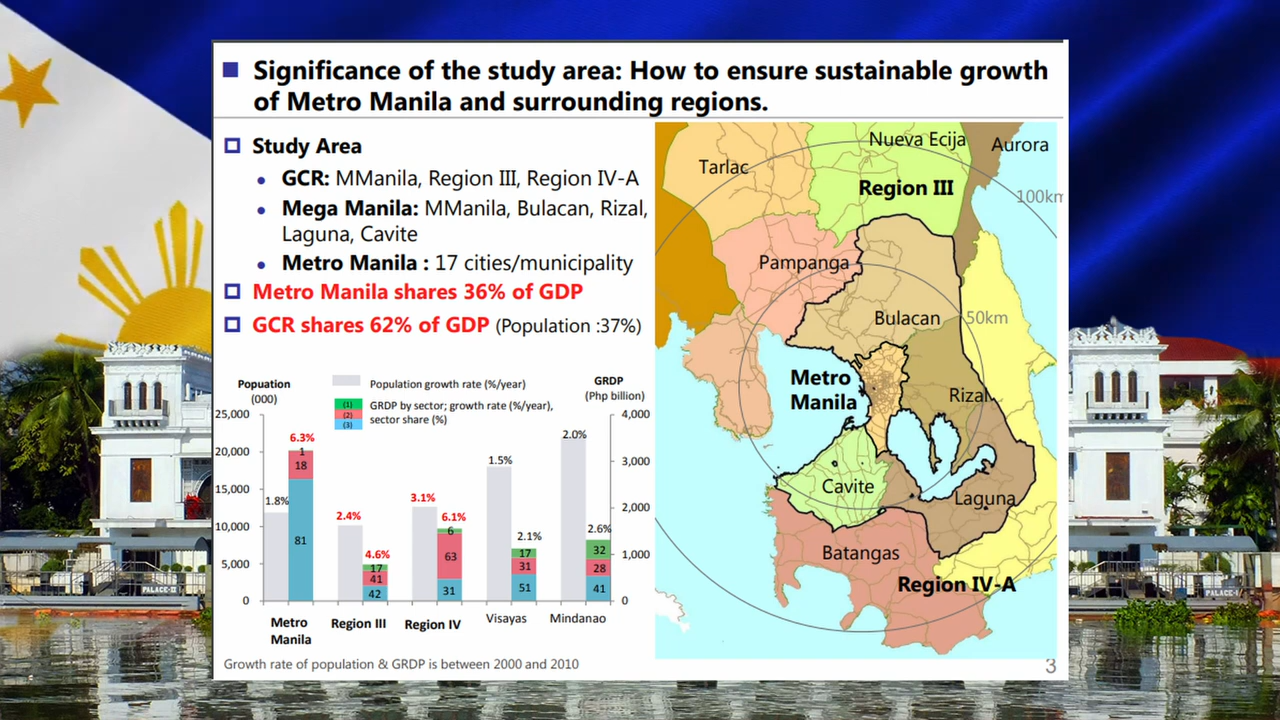 Significance of the study area: How to ensure sustainable growth
of Metro Manila and surrounding regions.
Study Area
GCR: MManila, Region III, Region IV-A
Mega Manila: MManila, Bulacan, Rizal,
Laguna, Cavite
Metro Manila : 17 cities/municipality
Metro Manila shares 36% of GDP
GCR shares 62% of GDP (Population :37%)
Popuation
(000)
Population growth rate (%/year)
(1)
(2)
(3)
GRDP by sector; growth rate (%/year),
sector share (%)
GRDP
(Php billion)
25,000
20,000
15,000
10,000
5,000
0
4,000
3,000
2,000
1,000
0
1.8%
6.3%
1
18
81
2.4%
4.6%
17
41
42
3.1%
6.1%
6
63
31
1.5%
2.1%
17
31
51
2.0%
2.6%
32
28
41
Metro
Manila
Region III
Region IV
Visayas
Mindanao
Growth rate of population & GRDP is between 2000 and 2010
Nueva Ecija
Aurora
Tarlac
Region III
100km
Pampanga
Bulacan
50km
Metro
Manila
Rizal
Cavite
Laguna
Batangas
Region IV-A
3
PALACE-II
PALACE-I